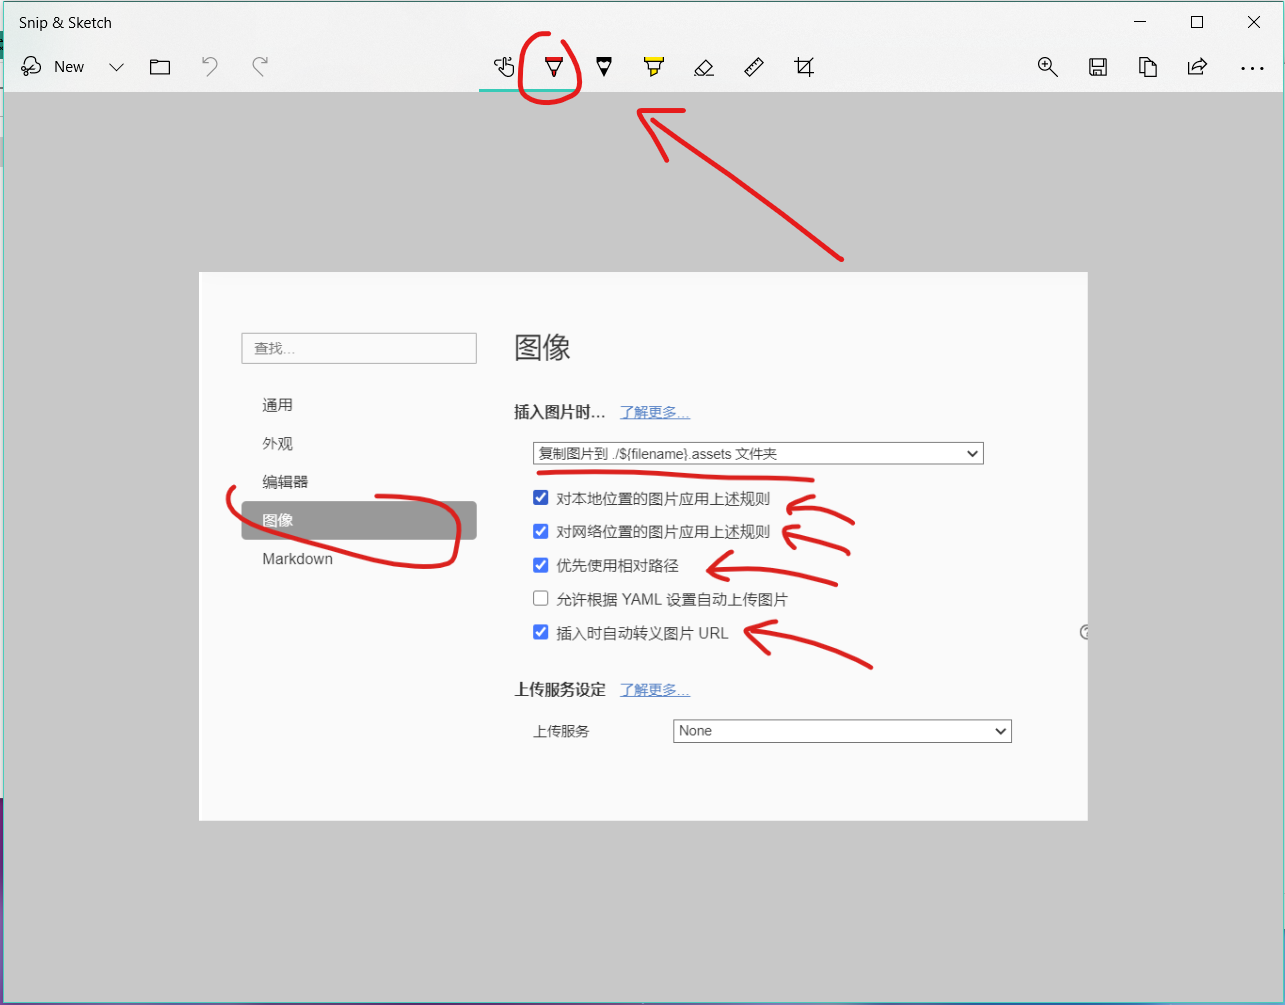 Snip & Sketch
New
查找...
通用
外观
编辑器
图像
Markdown
图像
插入图片时... 了解更多...
复制图片到 ./${filename}.assets 文件夹
对本地位置的图片应用上述规则
对网络位置的图片应用上述规则
优先使用相对路径
允许根据 YAML 设置自动上传图片
插入时自动转义图片 URL
上传服务设定 了解更多...
上传服务 None